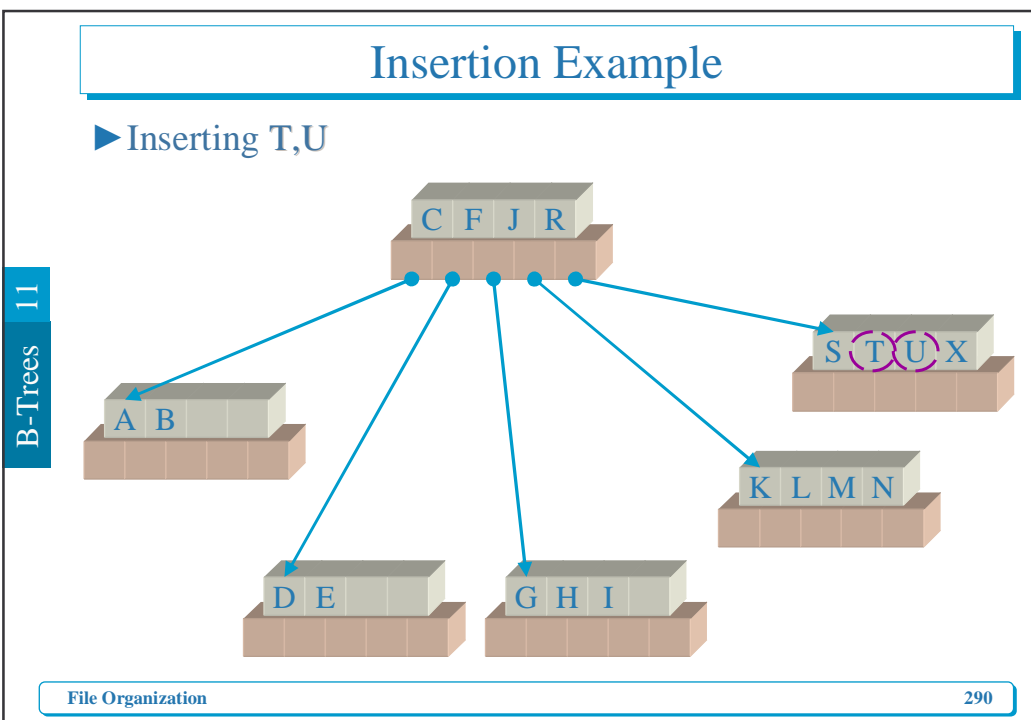 Insertion Example
►Inserting T,U
C F J R
S T U X
A B
K L M N
D E
G H I
B-Trees 11
File Organization 290